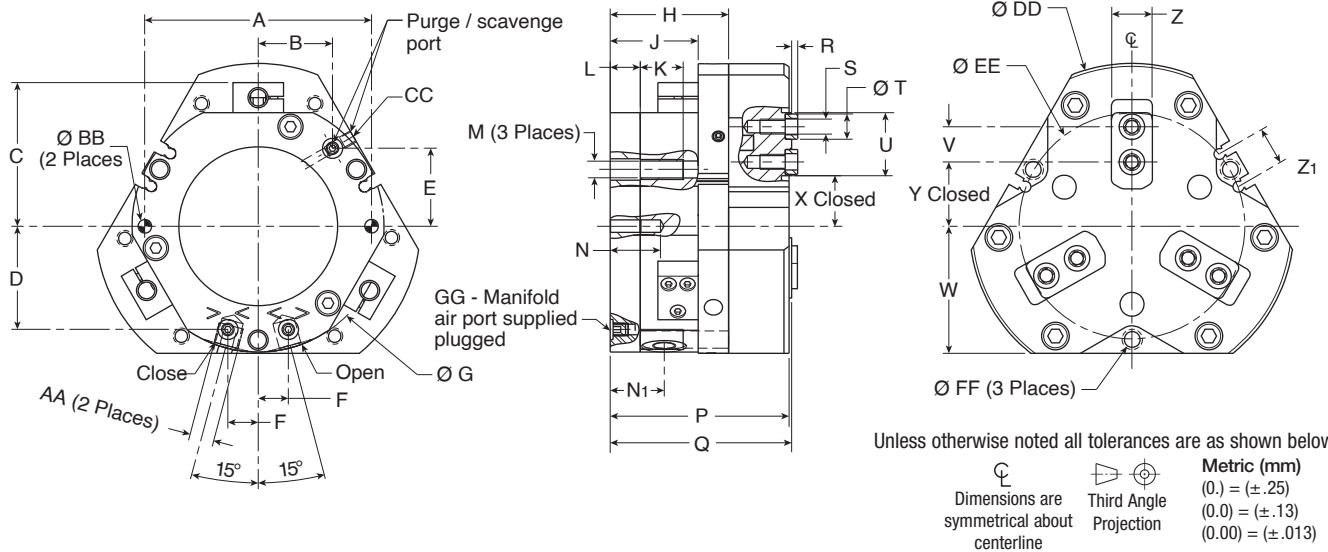 A
B
Purge / scavenge
port
CC
C
Ø BB
(2 Places
E
D
Close
Open
Ø G
AA (2 Places)
F
F
15°
15°
H
J
L
K
M (3 Places)
N
GG - Manifold
air port supplied
plugged
N1
P
Q
R
S
Ø T
U
X Closed
Ø DD
Z
℄
Ø EE
V
Z1
Y Closed
W
Ø FF (3 Places)
Unless otherwise noted all tolerances are as shown below
℄
Dimensions are
symmetrical about
centerline
Third Angle
Projection
Metric (mm)
(0.) = (±.25)
(0.0) = (±.13)
(0.00) = (±.013)